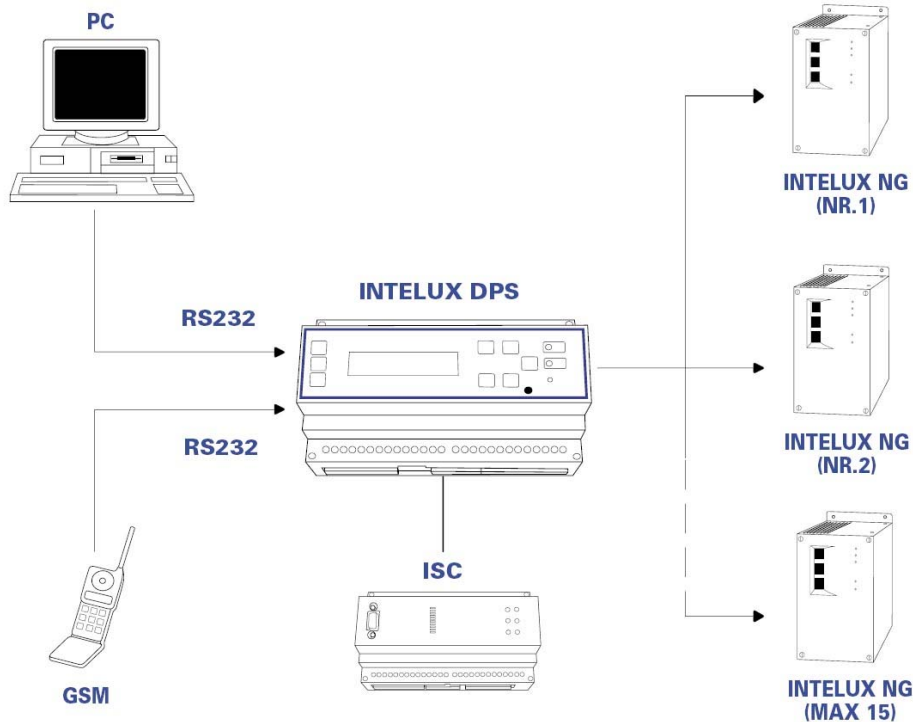 PC
INTELUX NG
(NR.1)
INTELUX DPS
RS232
RS232
INTELUX NG
(NR.2)
ISC
GSM
INTELUX NG
(MAX 15)